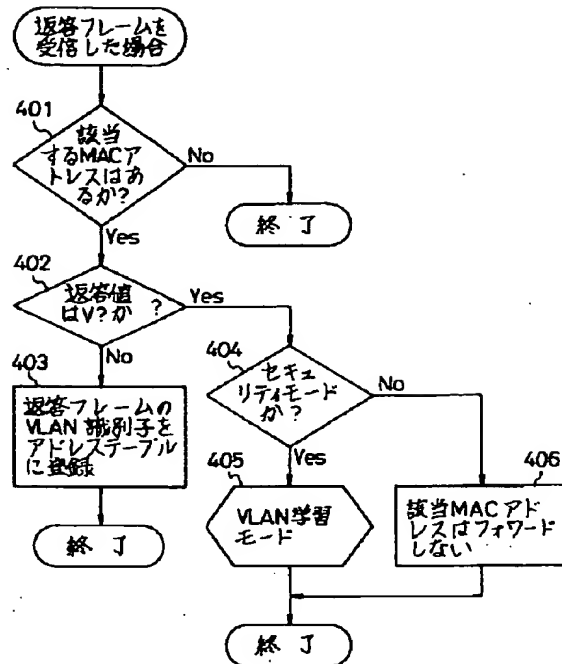 返答フレームを
受信した場合
401
該当
するMACア
ドレスはあ
るか?
No
終了
Yes
402
返答値
はV?か?
Yes
No
403
返答フレームの
VLAN識別子を
アドレステーブル
に登録
終了
404
セキュ
リティモード
か?
No
Yes
405
VLAN学習
モード
406
該当MACアド
レスはフォワード
しない
終了